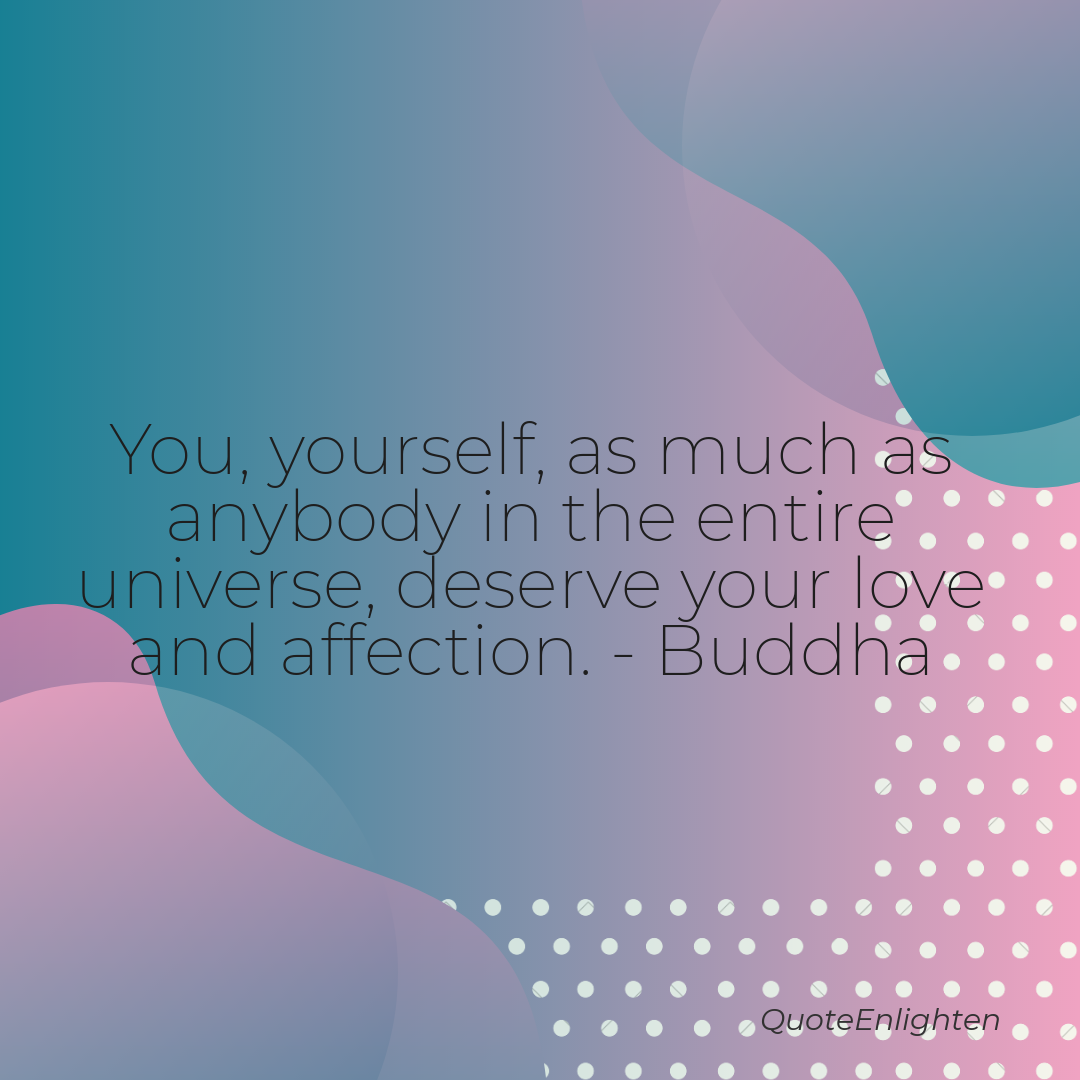 You, yourself, as much as
anybody in the entire
universe, deserve your love
and affection. - Buddha
QuoteEnlighten